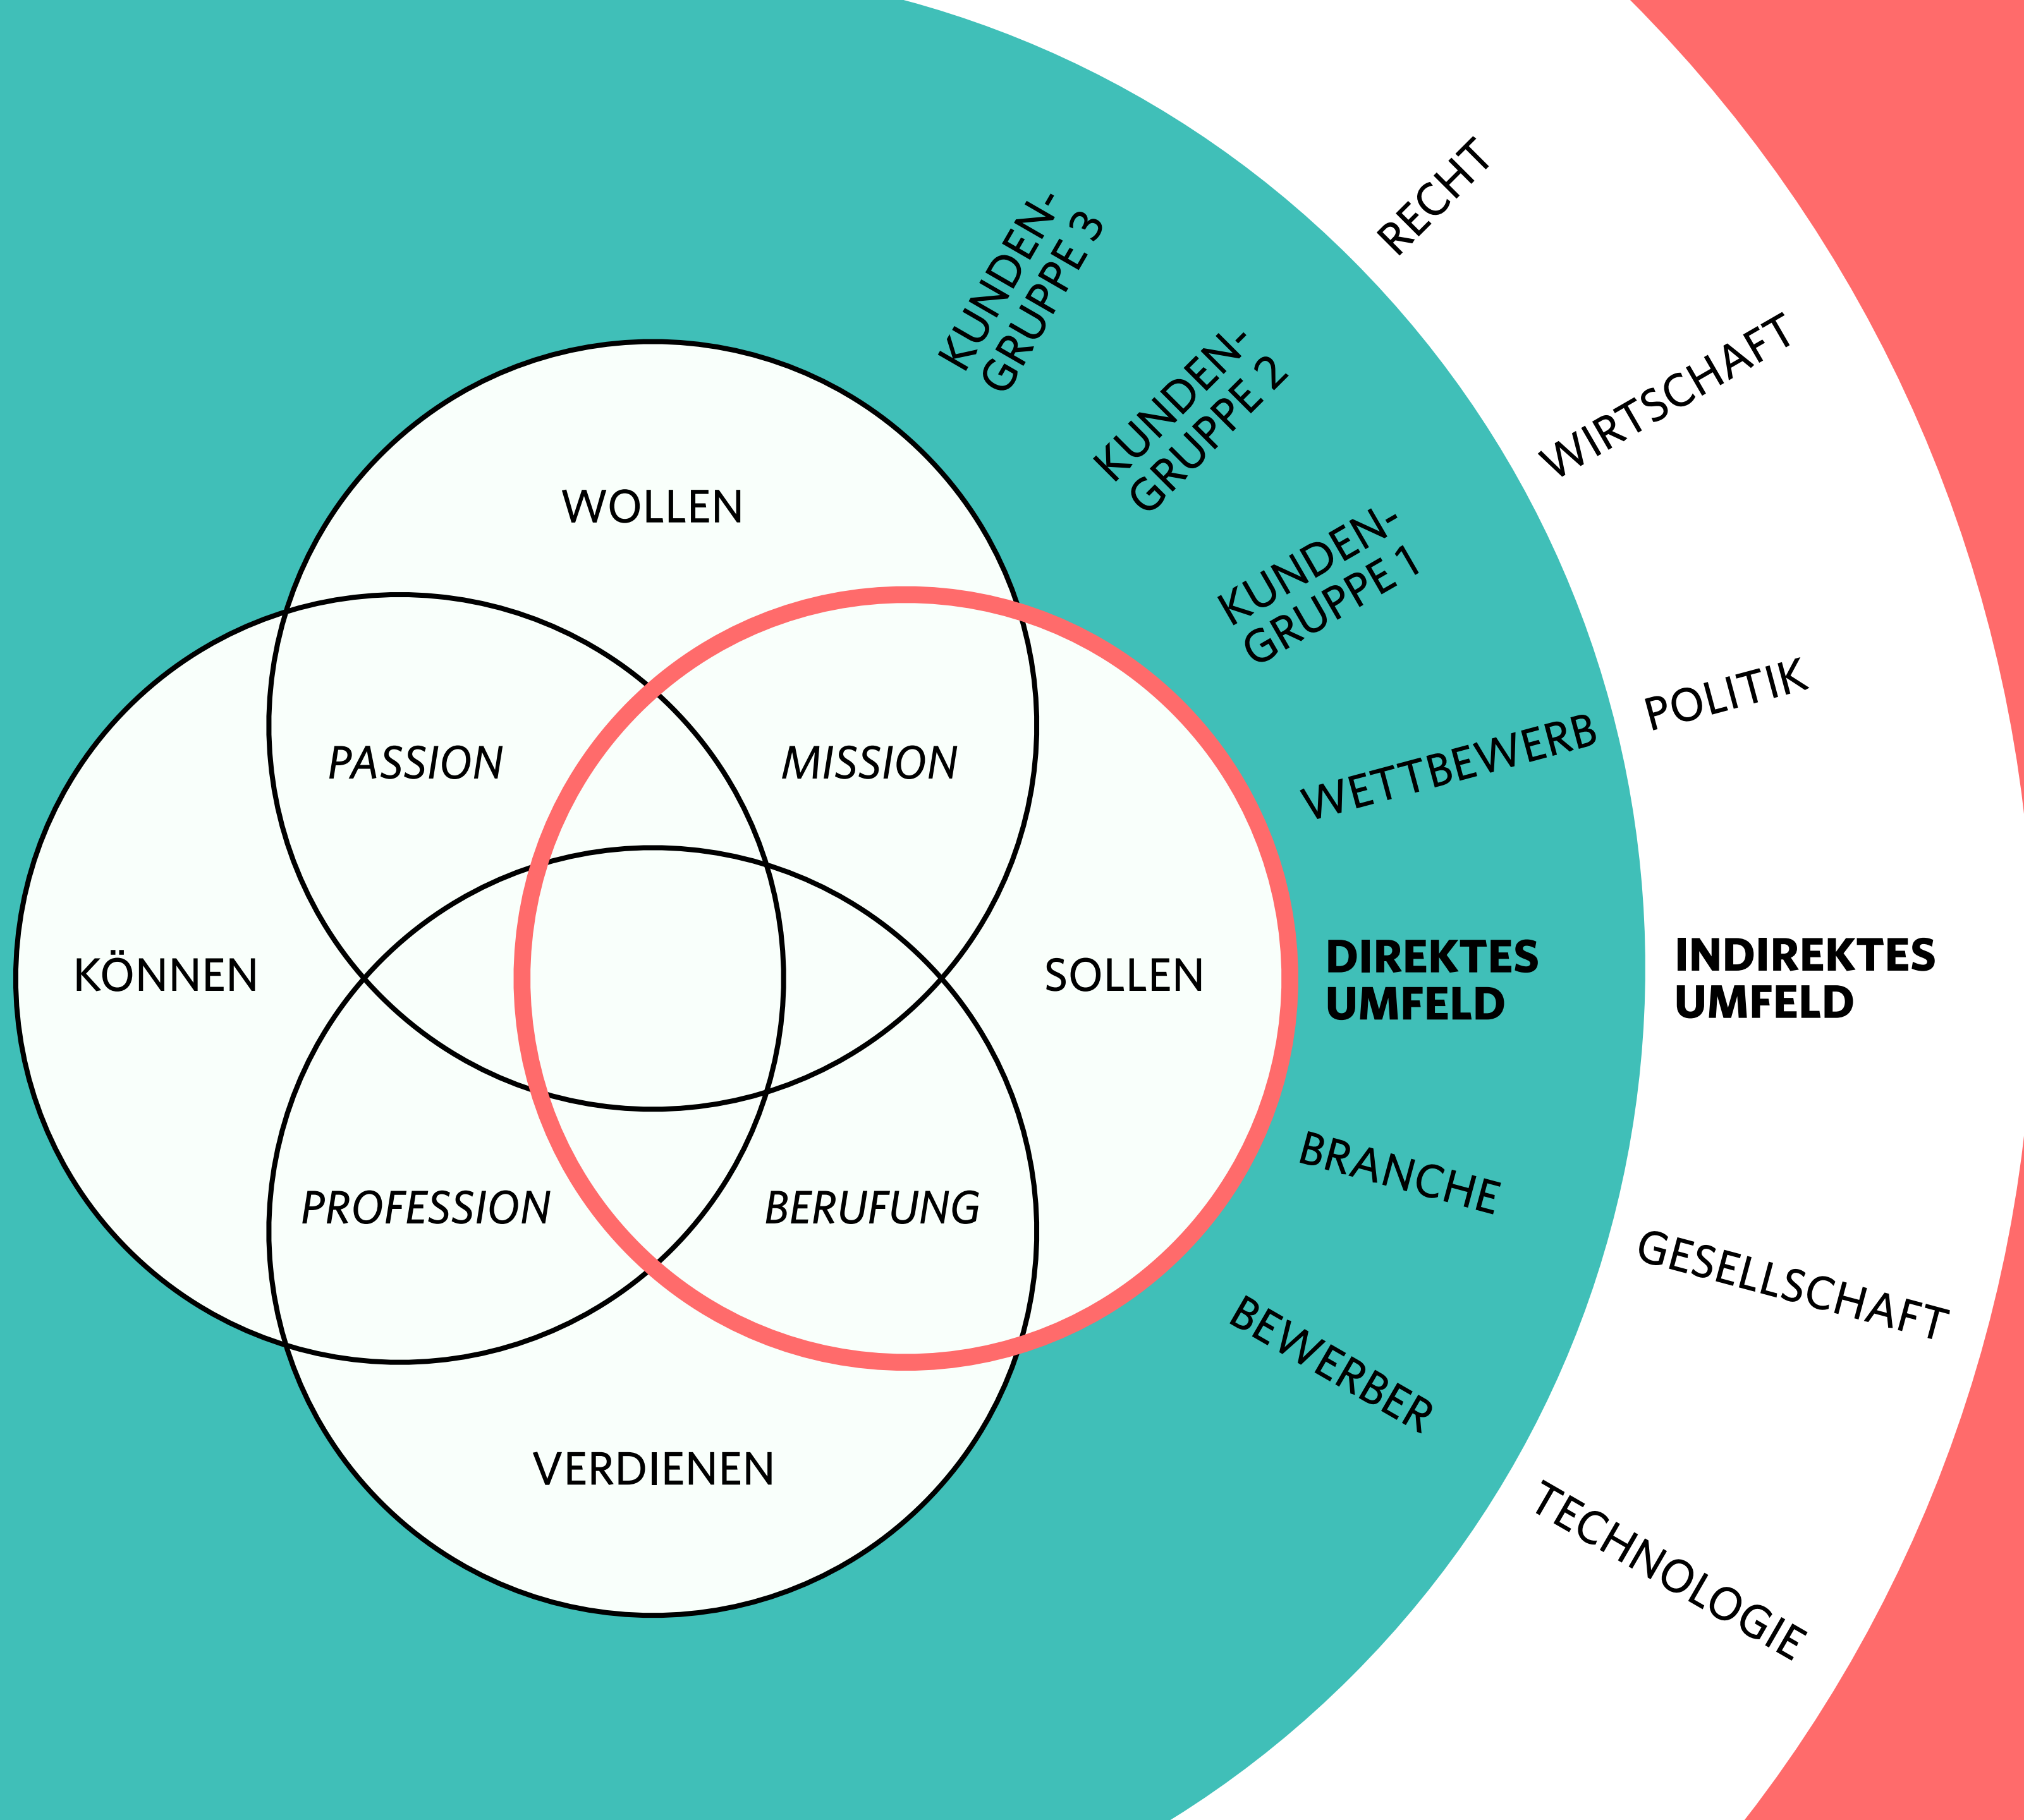 RECHT
KUNDEN-
GRUPPE 3
WIRTSCHAFT
KUNDEN-
GRUPPE 2
WOLLEN
KUNDEN-
GRUPPE 1
POLITIK
PASSION
MISSION
WETTBEWERB
KÖNNEN
SOLLEN
DIREKTES
UMFELD
INDIREKTES
UMFELD
BRANCHE
PROFESSION
BERUFUNG
GESELLSCHAFT
BEWERBER
VERDIENEN
TECHNOLOGIE